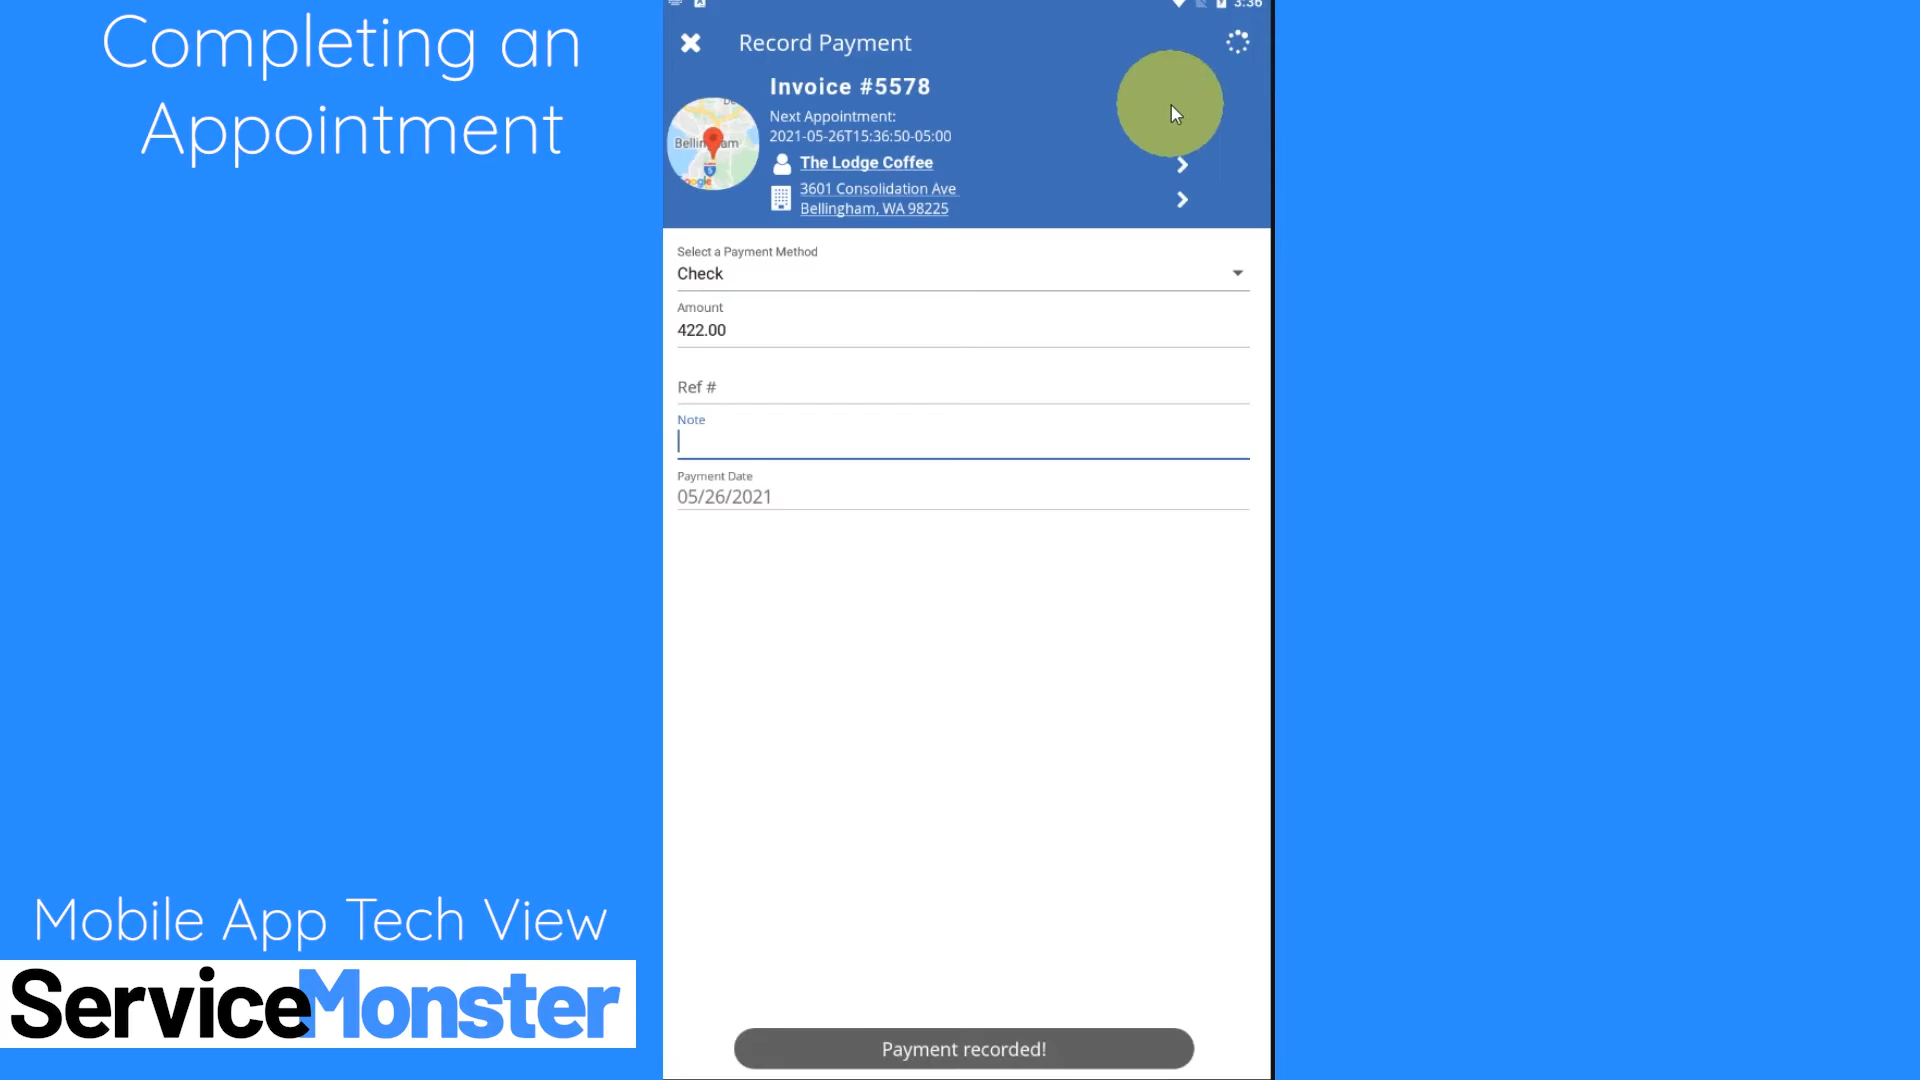 Completing an
Appointment
3:36
Record Payment
Invoice #5578
Next Appointment:
2021-05-26T15:36:50-05:00
The Lodge Coffee
3601 Consolidation Ave
Bellingham, WA 98225
Select a Payment Method
Check
Amount
422.00
Ref #
Note
Payment Date
05/26/2021
Mobile App Tech View
ServiceMonster
Payment recorded!